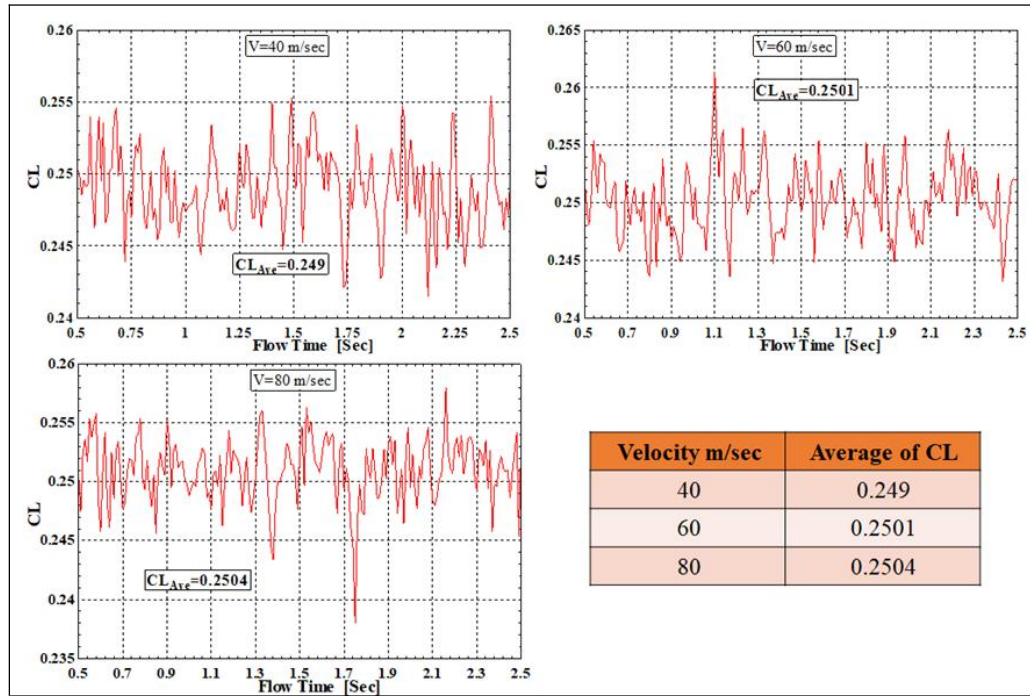 0.26
V=40 m/sec
0.255
0.25
CL
0.245
CL_Ave=0.249
0.24
0.5 0.75 1 1.25 1.5 1.75 2 2.25 2.5
Flow Time [Sec]
0.265
V=60 m/sec
0.26
CL_Ave=0.2501
0.255
CL
0.25
0.245
0.24
0.5 0.7 0.9 1.1 1.3 1.5 1.7 1.9 2.1 2.3 2.5
Flow Time [Sec]
0.26
V=80 m/sec
0.255
0.25
CL
0.245
CL_Ave=0.2504
0.24
0.235
0.5 0.7 0.9 1.1 1.3 1.5 1.7 1.9 2.1 2.3 2.5
Flow Time [Sec]
Velocity m/sec Average of CL
40 0.249
60 0.2501
80 0.2504